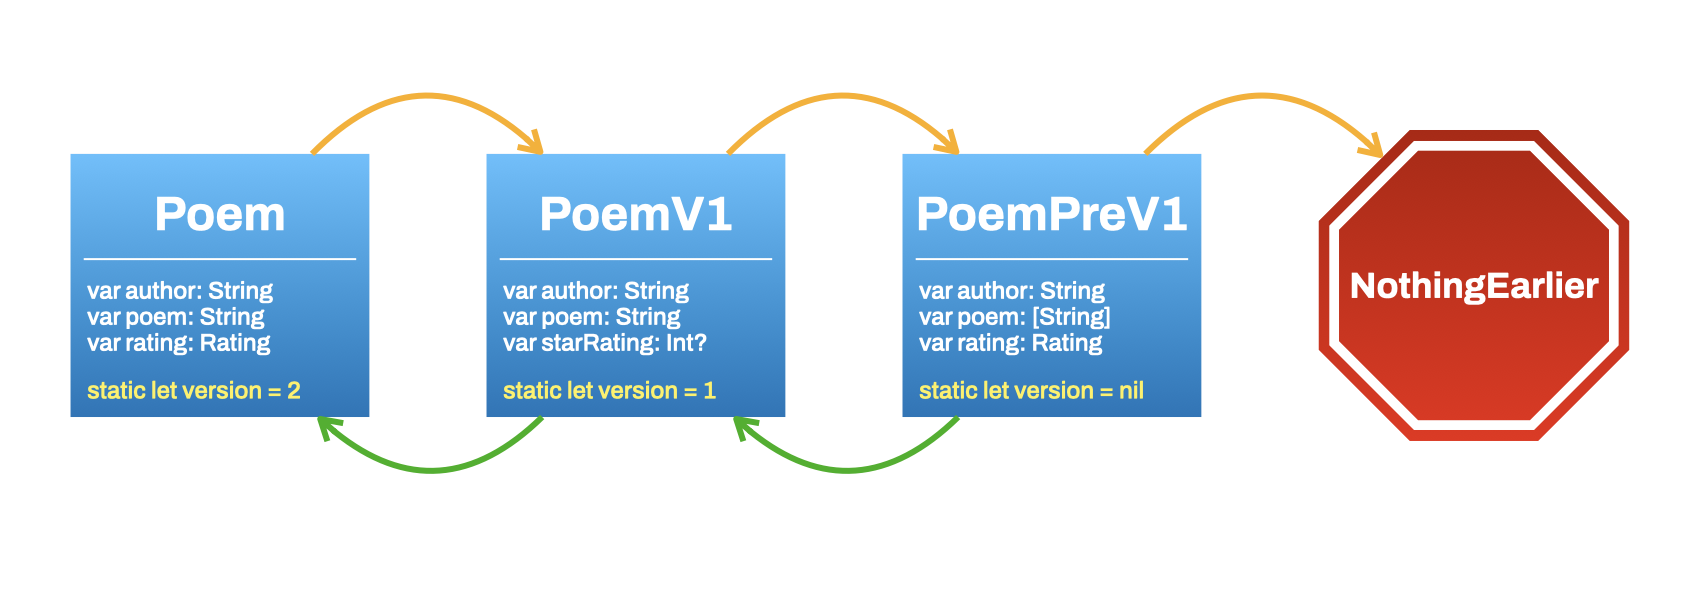 Poem
var author: String
var poem: String
var rating: Rating
static let version = 2
PoemV1
var author: String
var poem: String
var starRating: Int?
static let version = 1
PoemPreV1
var author: String
var poem: [String]
var rating: Rating
static let version = nil
NothingEarlier